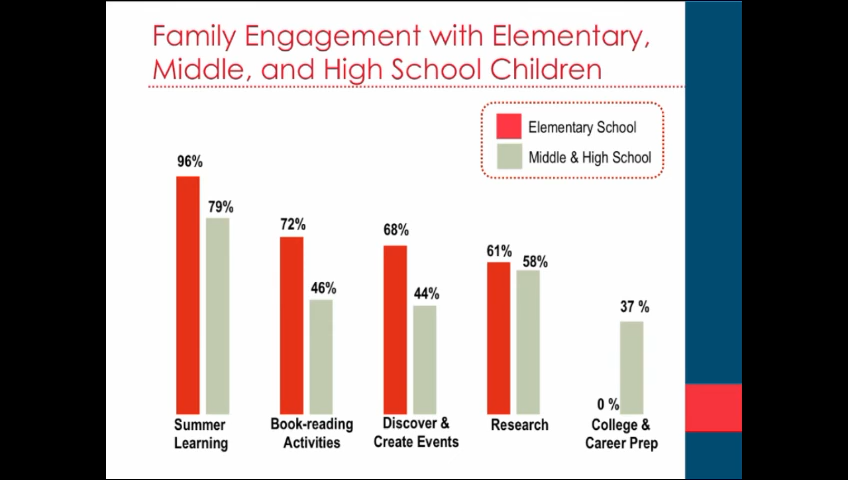 Family Engagement with Elementary,
Middle, and High School Children
Elementary School
Middle & High School
96%
79%
72%
46%
68%
44%
61%
58%
37 %
0 %
Summer
Learning
Book-reading
Activities
Discover &
Create Events
Research
College &
Career Prep